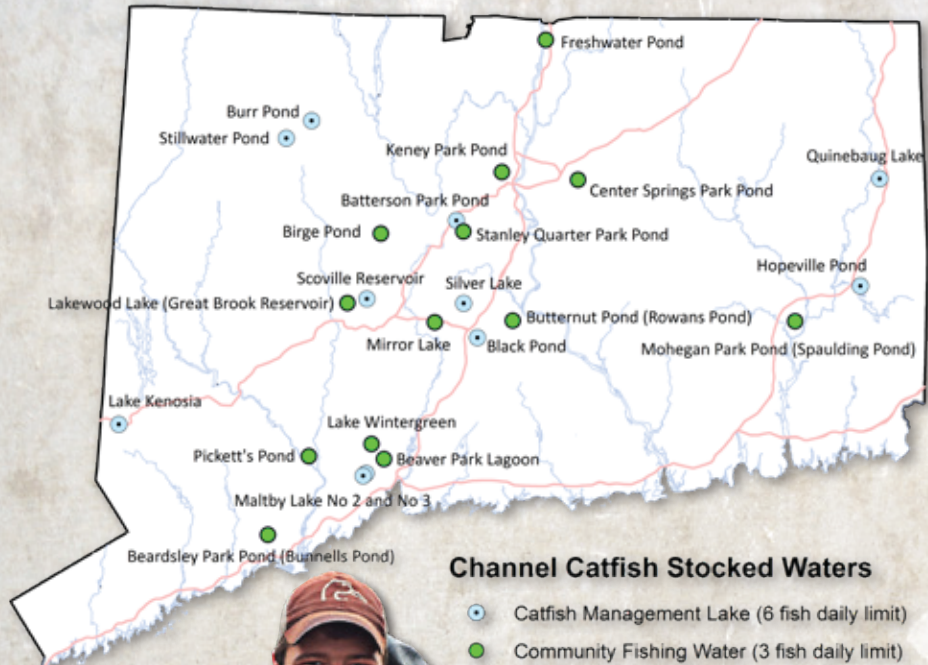 Freshwater Pond
Burr Pond
Stillwater Pond
Keney Park Pond
Quinebaug Lake
Center Springs Park Pond
Batterson Park Pond
Birge Pond
Stanley Quarter Park Pond
Hopeville Pond
Scoville Reservoir
Silver Lake
Lakewood Lake (Great Brook Reservoir)
Butternut Pond (Rowans Pond)
Mirror Lake
Black Pond
Mohegan Park Pond (Spaulding Pond)
Lake Kenosia
Lake Wintergreen
Pickett's Pond
Beaver Park Lagoon
Maltby Lake No 2 and No 3
Beardsley Park Pond (Bunnells Pond)
Channel Catfish Stocked Waters
Catfish Management Lake (6 fish daily limit)
Community Fishing Water (3 fish daily limit)